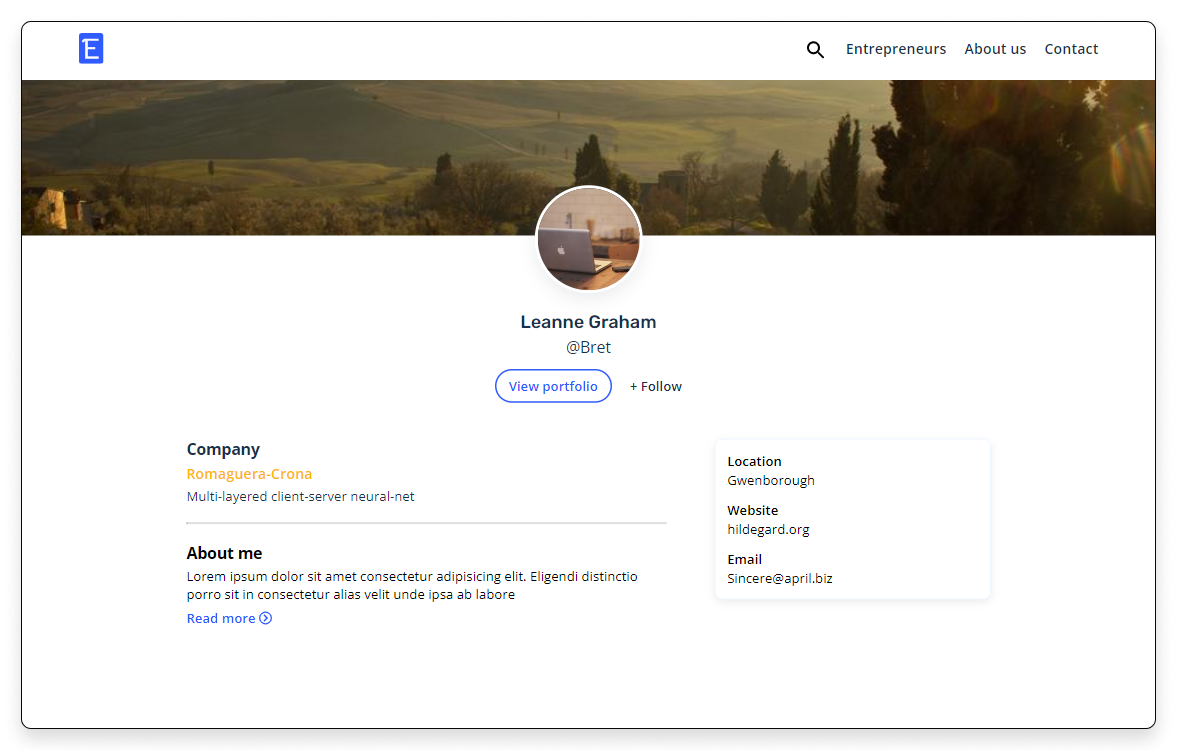 E
Entrepreneurs About us Contact
Leanne Graham
@Bret
View portfolio + Follow
Company
Romaguera-Crona
Multi-layered client-server neural-net
About me
Lorem ipsum dolor sit amet consectetur adipisicing elit. Eligendi distinctio
porro sit in consectetur alias velit unde ipsa ab labore
Read more
Location
Gwenborough
Website
hildegard.org
Email
Sincere@april.biz